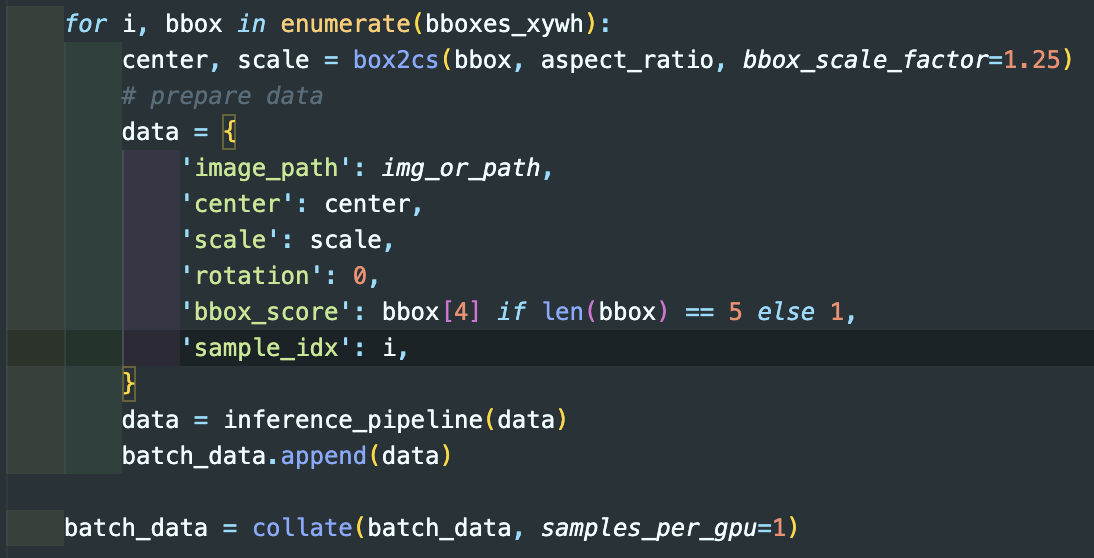 for i, bbox in enumerate(bboxes_xywh):
center, scale = box2cs(bbox, aspect_ratio, bbox_scale_factor=1.25)
# prepare data
data = {
'image_path': img_or_path,
'center': center,
'scale': scale,
'rotation': 0,
'bbox_score': bbox[4] if len(bbox) == 5 else 1,
'sample_idx': i,
}
data = inference_pipeline(data)
batch_data.append(data)
batch_data = collate(batch_data, samples_per_gpu=1)